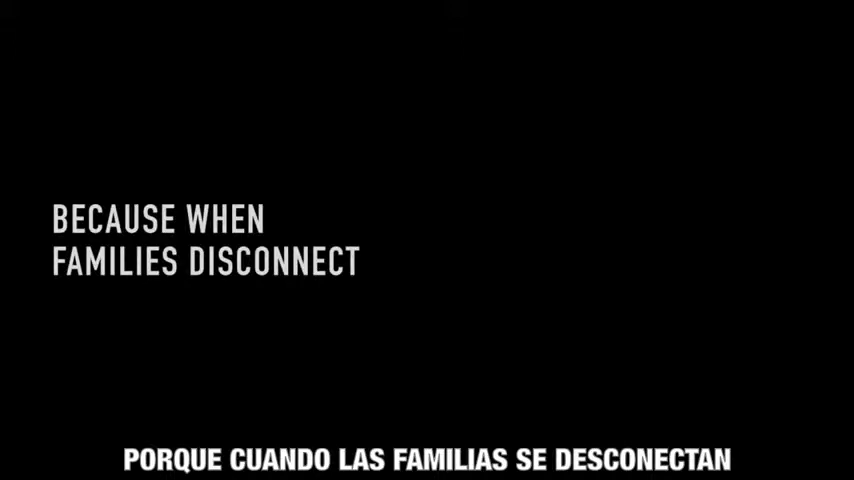 BECAUSE WHEN
FAMILIES DISCONNECT
PORQUE CUANDO LAS FAMILIAS SE DESCONECTAN